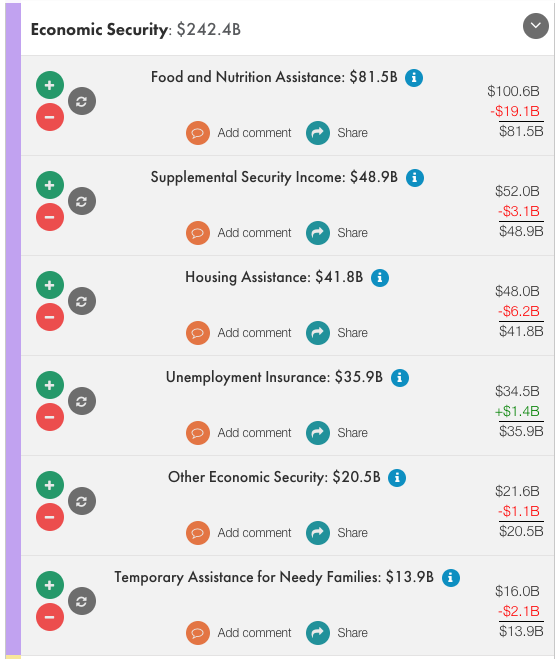 Economic Security: $242.4B
Food and Nutrition Assistance: $81.5B
$100.6B
-$19.1B
$81.5B
Add comment Share
Supplemental Security Income: $48.9B
$52.0B
-$3.1B
$48.9B
Add comment Share
Housing Assistance: $41.8B
$48.0B
-$6.2B
$41.8B
Add comment Share
Unemployment Insurance: $35.9B
$34.5B
+$1.4B
$35.9B
Add comment Share
Other Economic Security: $20.5B
$21.6B
-$1.1B
$20.5B
Add comment Share
Temporary Assistance for Needy Families: $13.9B
$16.0B
-$2.1B
$13.9B
Add comment Share